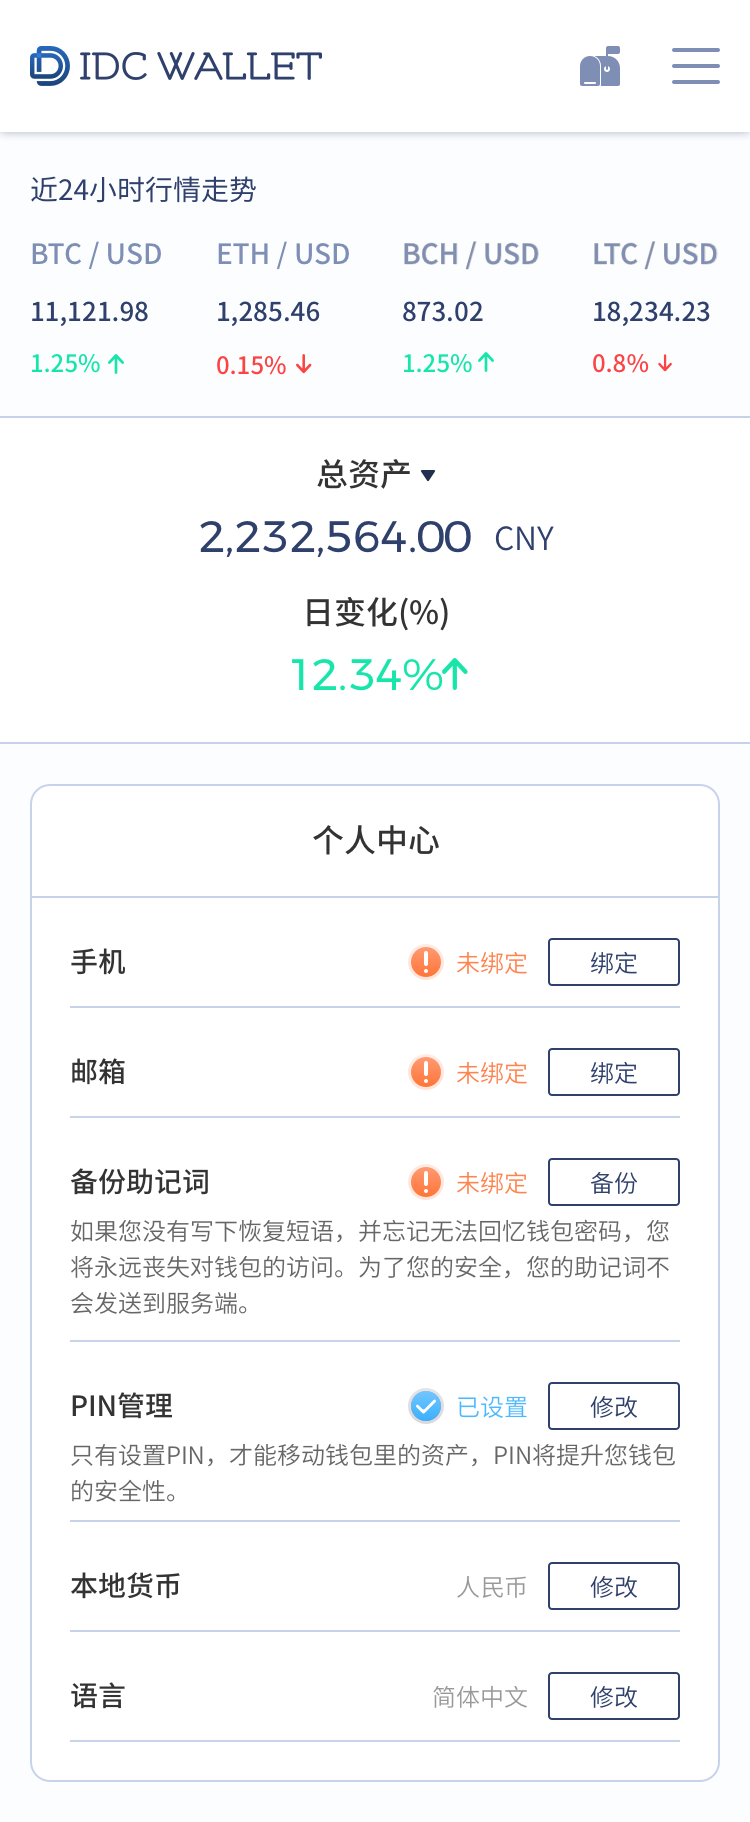 IDC WALLET
近24小时行情走势
BTC / USD ETH / USD BCH / USD LTC / USD
11,121.98 1,285.46 873.02 18,234.23
1.25% ↑ 0.15% ↓ 1.25% ↑ 0.8% ↓
总资产 ▼
2,232,564.00 CNY
日变化(%)
12.34%↑
个人中心
手机 未绑定 绑定
邮箱 未绑定 绑定
备份助记词 未绑定 备份
如果您没有写下恢复短语，并忘记无法回忆钱包密码，您
将永远丧失对钱包的访问。为了您的安全，您的助记词不
会发送到服务端。
PIN管理 已设置 修改
只有设置PIN，才能移动钱包里的资产，PIN将提升您钱包
的安全性。
本地货币 人民币 修改
语言 简体中文 修改